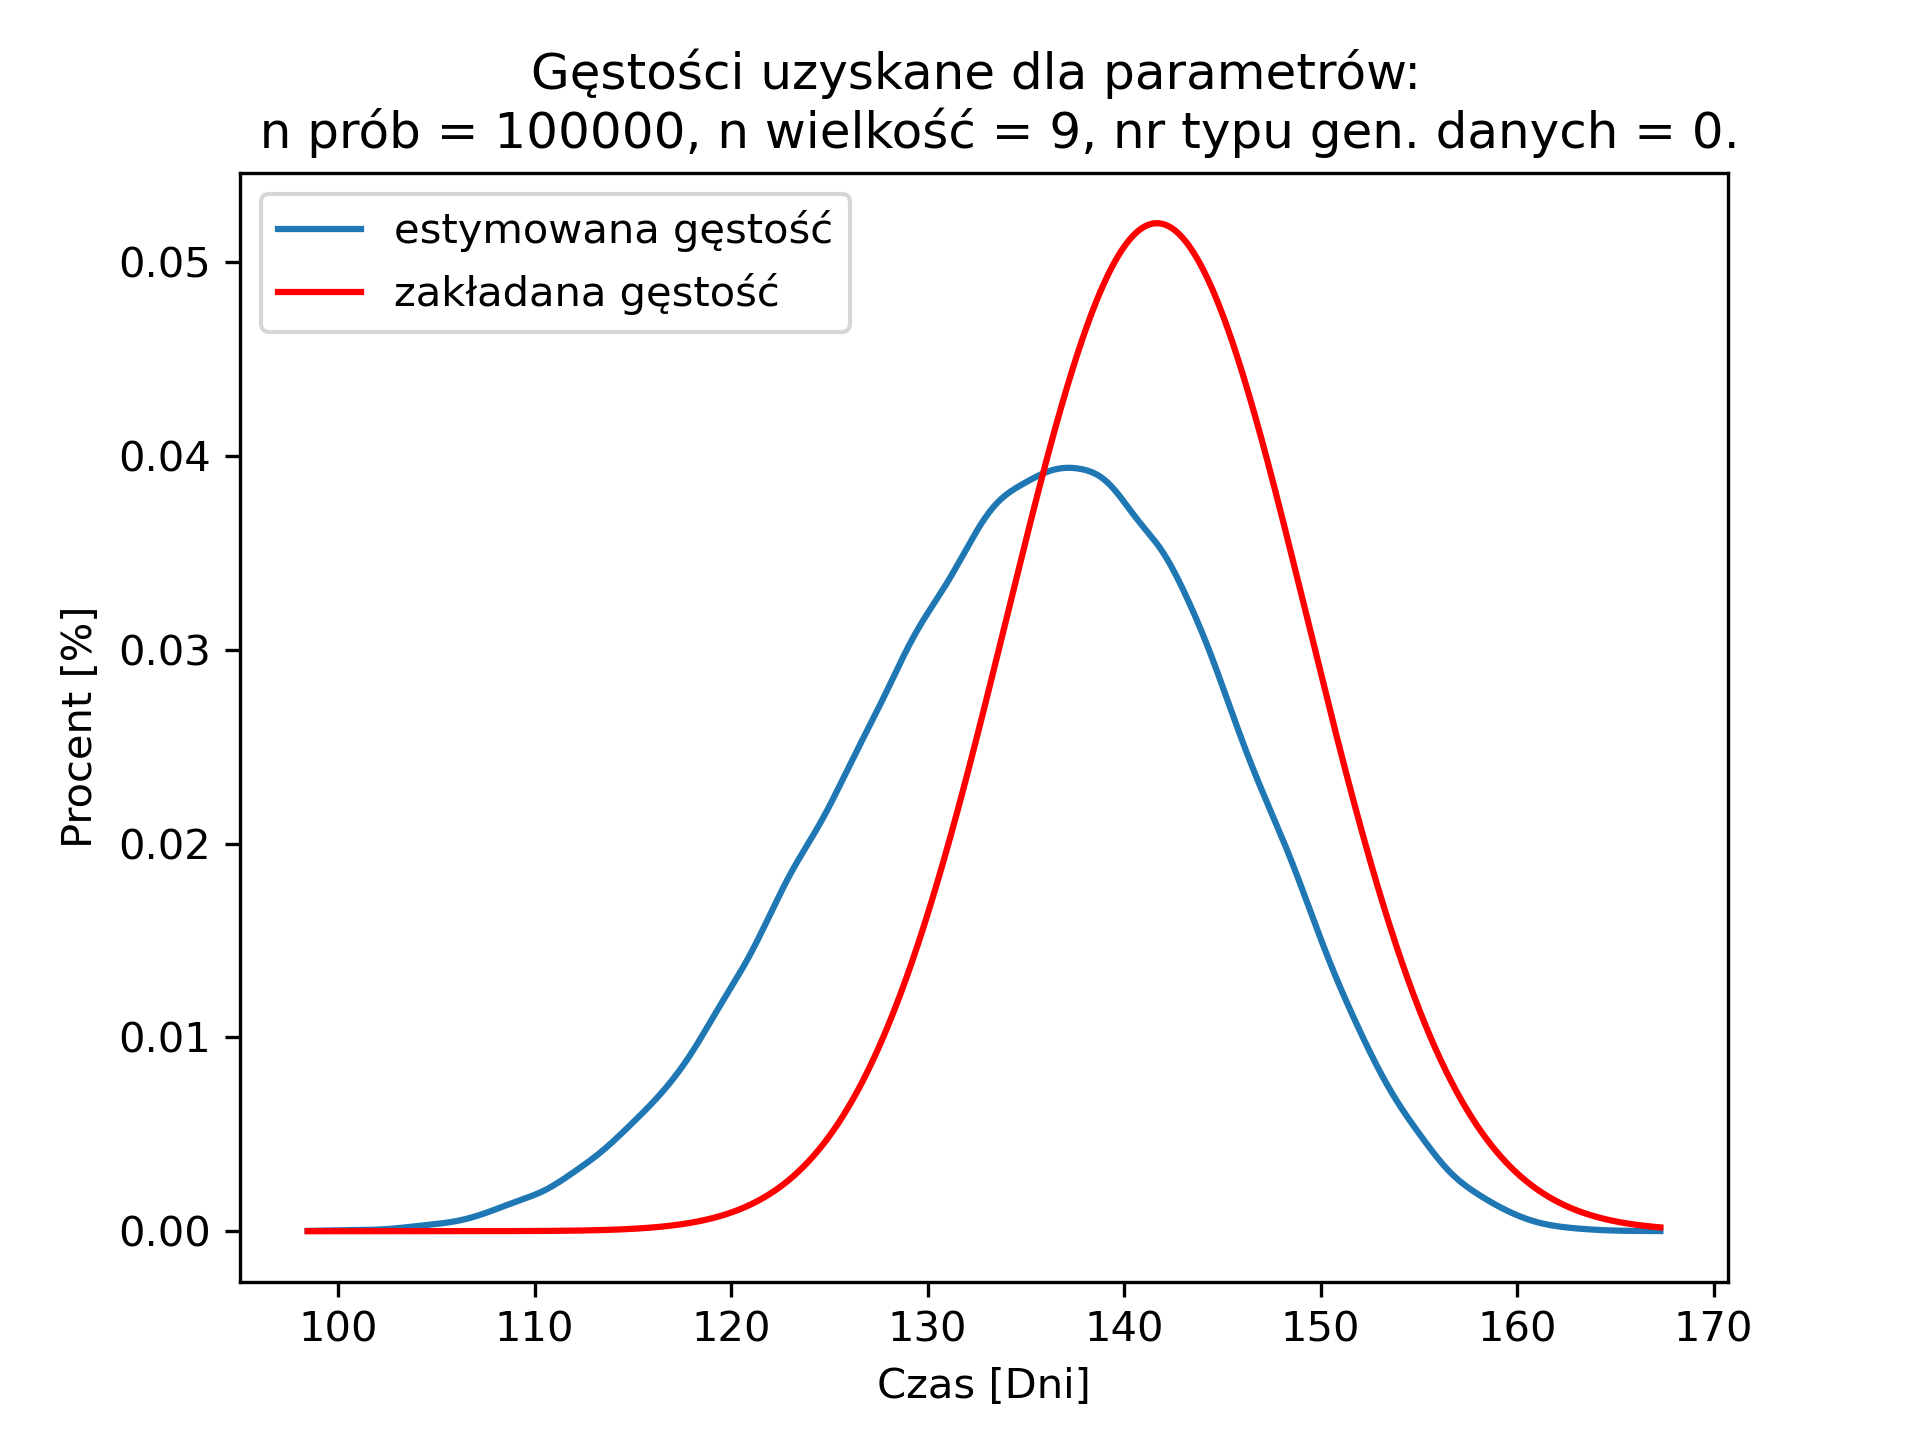 Gęstości uzyskane dla parametrów:
n prób = 100000, n wielkość = 9, nr typu gen. danych = 0.
estymowana gęstość
zakładana gęstość
0.05
0.04
0.03
0.02
0.01
0.00
Procent [%]
100 110 120 130 140 150 160 170
Czas [Dni]